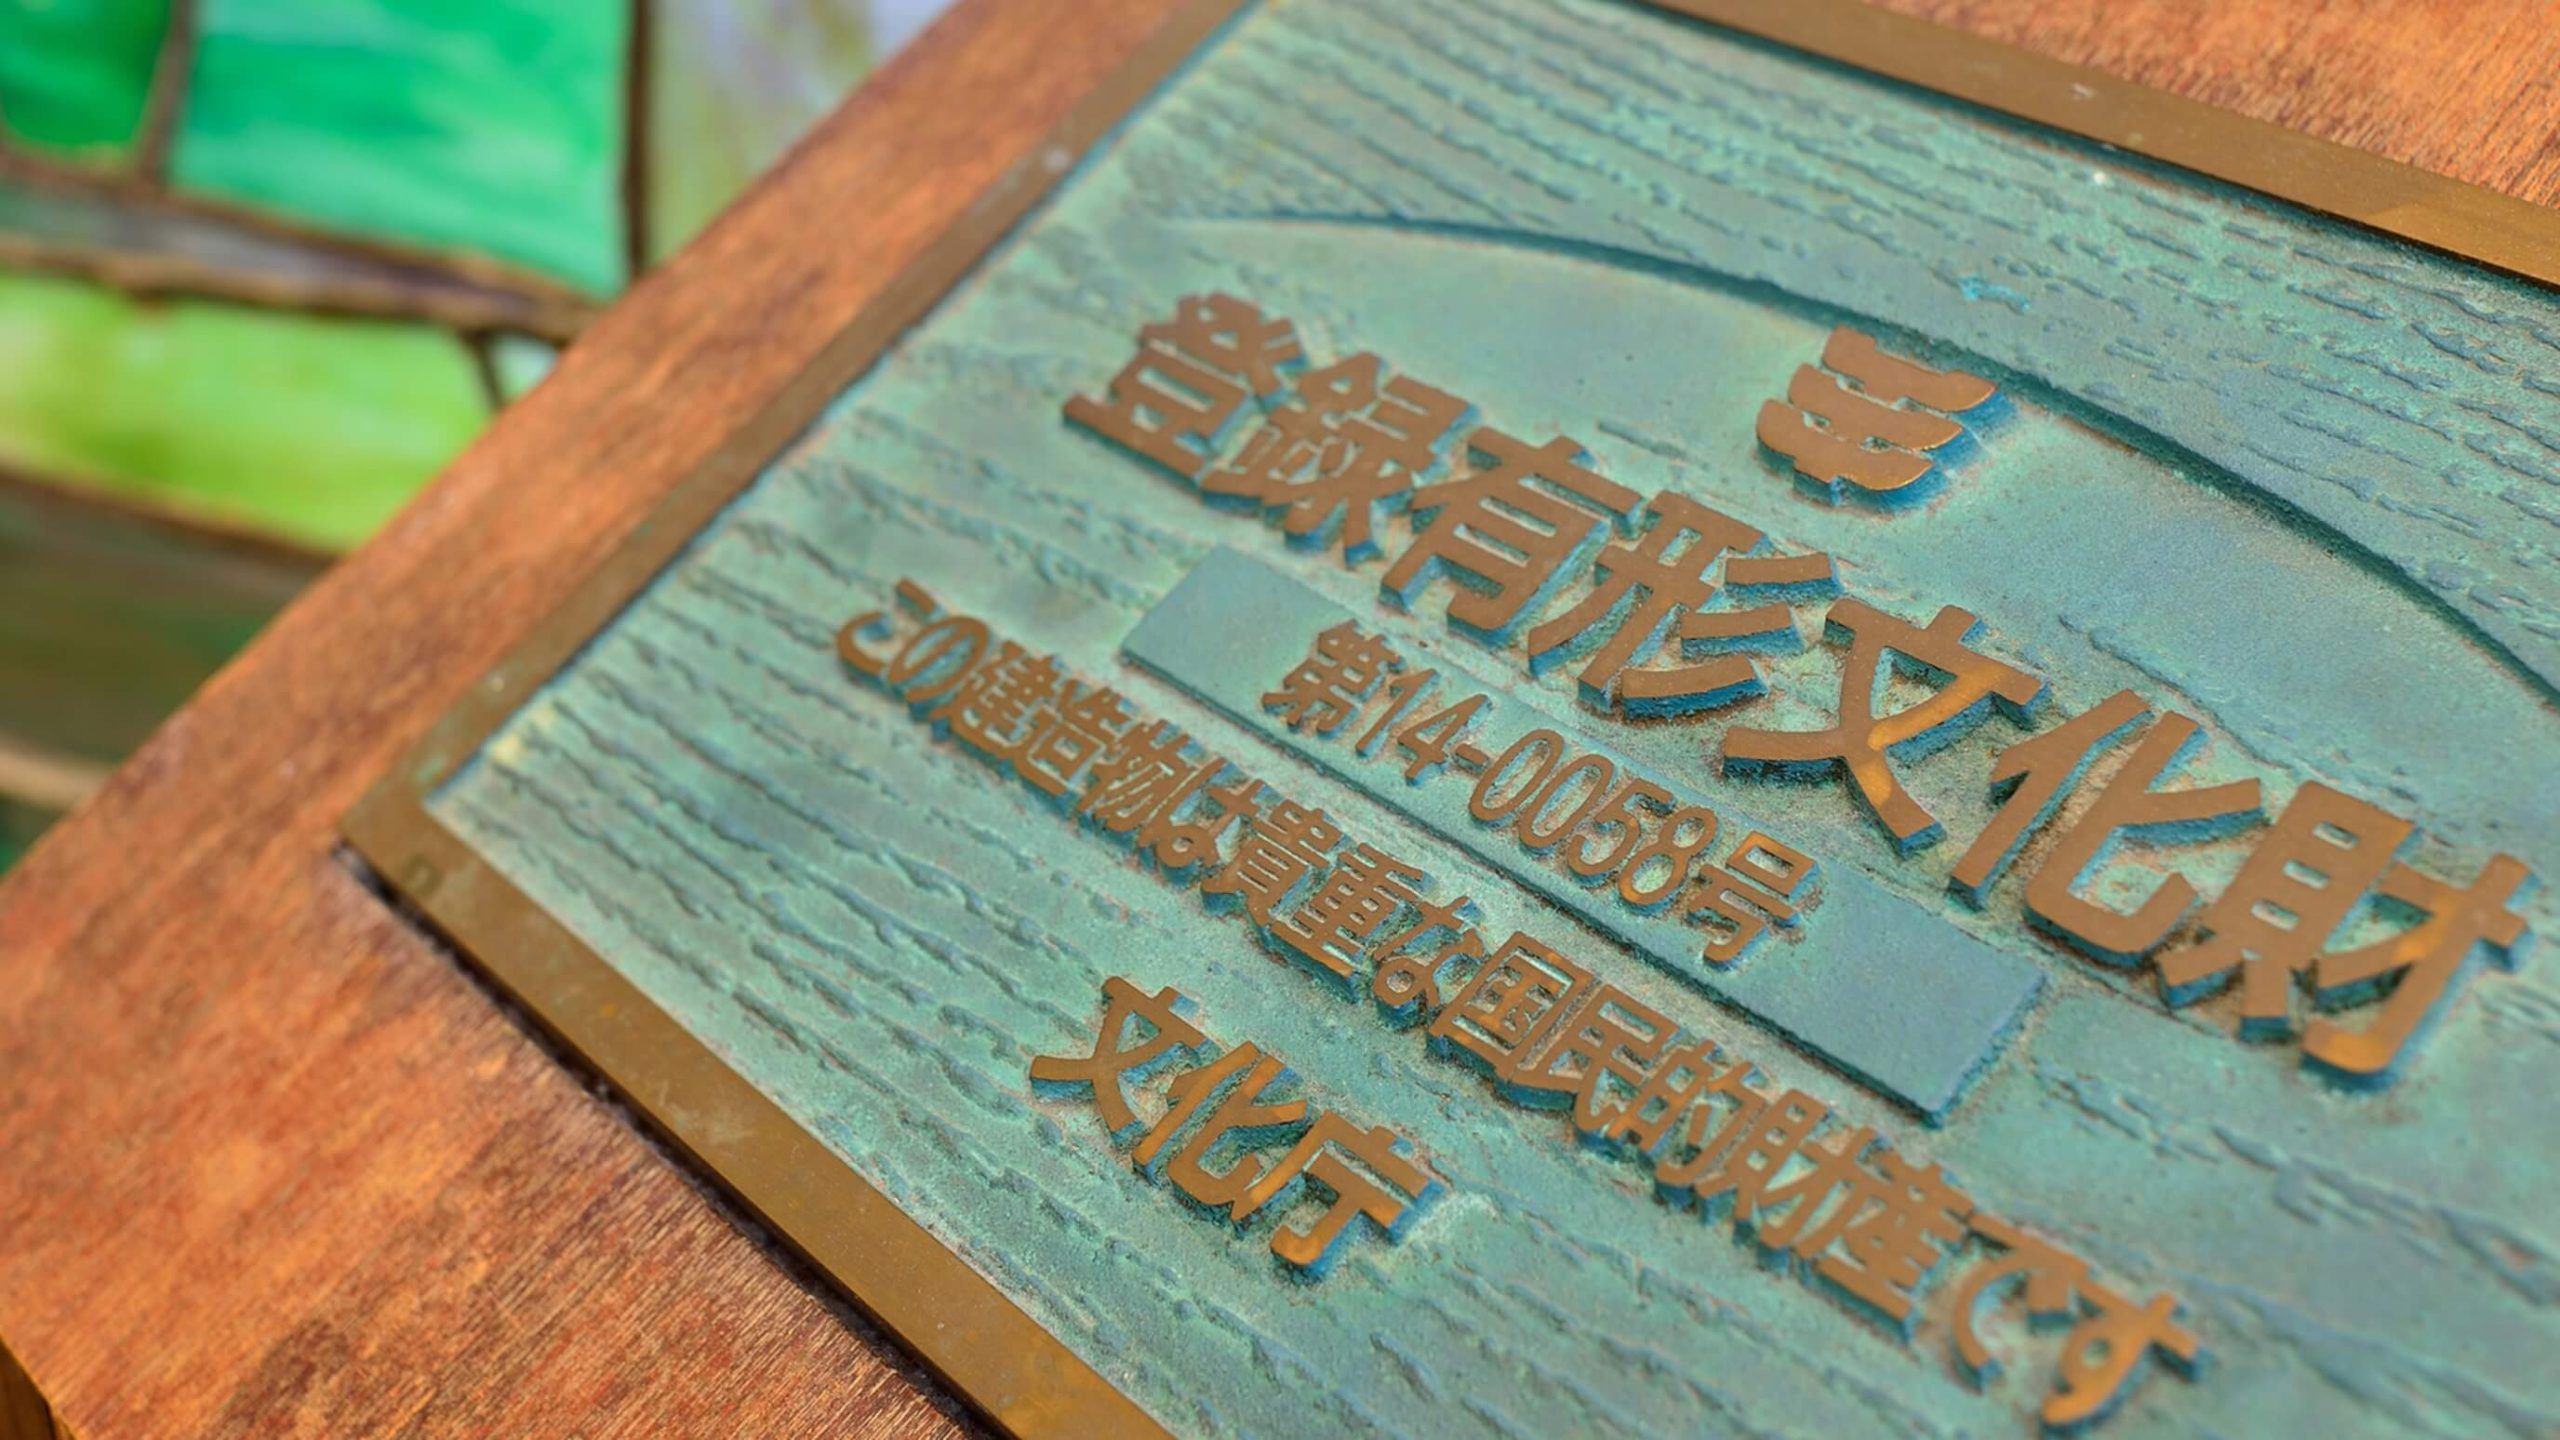 登録有形文化財
第14-0058号
この建造物は貴重な国民的財産です
文化庁